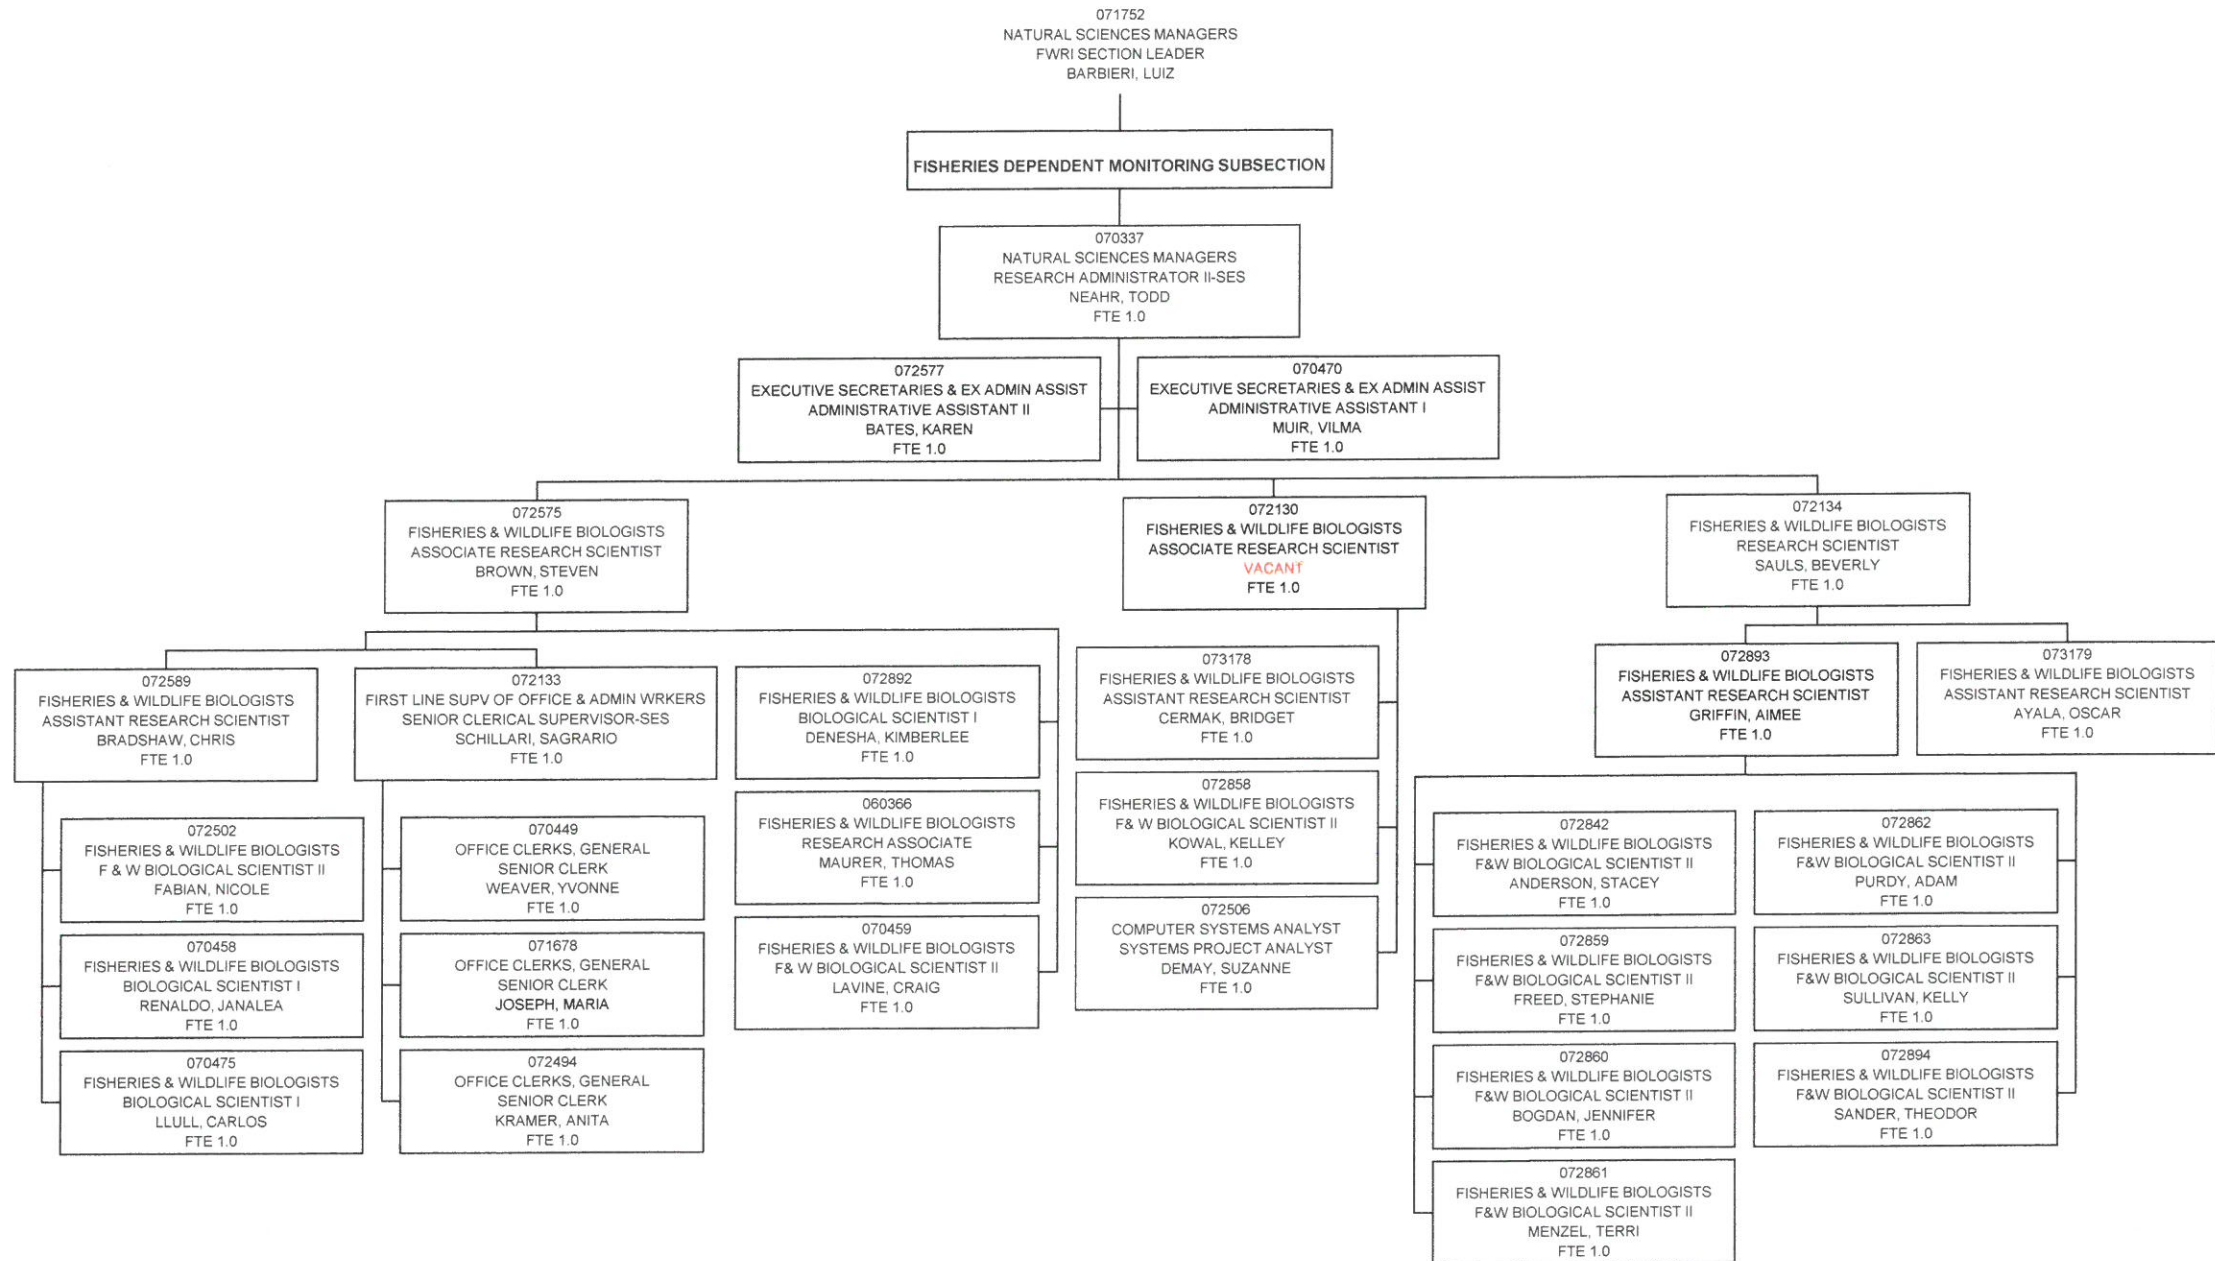 071752
NATURAL SCIENCES MANAGERS
FWRI SECTION LEADER
BARBIERI, LUIZ
FISHERIES DEPENDENT MONITORING SUBSECTION
070337
NATURAL SCIENCES MANAGERS
RESEARCH ADMINISTRATOR II-SES
NEAHR, TODD
FTE 1.0
072577
EXECUTIVE SECRETARIES & EX ADMIN ASSIST
ADMINISTRATIVE ASSISTANT II
BATES, KAREN
FTE 1.0
070470
EXECUTIVE SECRETARIES & EX ADMIN ASSIST
ADMINISTRATIVE ASSISTANT I
MUIR, VILMA
FTE 1.0
072575
FISHERIES & WILDLIFE BIOLOGISTS
ASSOCIATE RESEARCH SCIENTIST
BROWN, STEVEN
FTE 1.0
072130
FISHERIES & WILDLIFE BIOLOGISTS
ASSOCIATE RESEARCH SCIENTIST
VACANT
FTE 1.0
072134
FISHERIES & WILDLIFE BIOLOGISTS
RESEARCH SCIENTIST
SAULS, BEVERLY
FTE 1.0
072589
FISHERIES & WILDLIFE BIOLOGISTS
ASSISTANT RESEARCH SCIENTIST
BRADSHAW, CHRIS
FTE 1.0
072133
FIRST LINE SUPV OF OFFICE & ADMIN WRKERS
SENIOR CLERICAL SUPERVISOR-SES
SCHILLARI, SAGRARIO
FTE 1.0
072892
FISHERIES & WILDLIFE BIOLOGISTS
BIOLOGICAL SCIENTIST I
DENESHA, KIMBERLEE
FTE 1.0
073178
FISHERIES & WILDLIFE BIOLOGISTS
ASSISTANT RESEARCH SCIENTIST
CERMAK, BRIDGET
FTE 1.0
072893
FISHERIES & WILDLIFE BIOLOGISTS
ASSISTANT RESEARCH SCIENTIST
GRIFFIN, AIMEE
FTE 1.0
073179
FISHERIES & WILDLIFE BIOLOGISTS
ASSISTANT RESEARCH SCIENTIST
AYALA, OSCAR
FTE 1.0
072502
FISHERIES & WILDLIFE BIOLOGISTS
F & W BIOLOGICAL SCIENTIST II
FABIAN, NICOLE
FTE 1.0
070458
FISHERIES & WILDLIFE BIOLOGISTS
BIOLOGICAL SCIENTIST I
RENALDO, JANALEA
FTE 1.0
070475
FISHERIES & WILDLIFE BIOLOGISTS
BIOLOGICAL SCIENTIST I
LLULL, CARLOS
FTE 1.0
070449
OFFICE CLERKS, GENERAL
SENIOR CLERK
WEAVER, YVONNE
FTE 1.0
071678
OFFICE CLERKS, GENERAL
SENIOR CLERK
JOSEPH, MARIA
FTE 1.0
072494
OFFICE CLERKS, GENERAL
SENIOR CLERK
KRAMER, ANITA
FTE 1.0
060366
FISHERIES & WILDLIFE BIOLOGISTS
RESEARCH ASSOCIATE
MAURER, THOMAS
FTE 1.0
070459
FISHERIES & WILDLIFE BIOLOGISTS
F& W BIOLOGICAL SCIENTIST II
LAVINE, CRAIG
FTE 1.0
072858
FISHERIES & WILDLIFE BIOLOGISTS
F& W BIOLOGICAL SCIENTIST II
KOWAL, KELLEY
FTE 1.0
072506
COMPUTER SYSTEMS ANALYST
SYSTEMS PROJECT ANALYST
DEMAY, SUZANNE
FTE 1.0
072842
FISHERIES & WILDLIFE BIOLOGISTS
F&W BIOLOGICAL SCIENTIST II
ANDERSON, STACEY
FTE 1.0
072859
FISHERIES & WILDLIFE BIOLOGISTS
F&W BIOLOGICAL SCIENTIST II
FREED, STEPHANIE
FTE 1.0
072860
FISHERIES & WILDLIFE BIOLOGISTS
F&W BIOLOGICAL SCIENTIST II
BOGDAN, JENNIFER
FTE 1.0
072861
FISHERIES & WILDLIFE BIOLOGISTS
F&W BIOLOGICAL SCIENTIST II
MENZEL, TERRI
FTE 1.0
072862
FISHERIES & WILDLIFE BIOLOGISTS
F&W BIOLOGICAL SCIENTIST II
PURDY, ADAM
FTE 1.0
072863
FISHERIES & WILDLIFE BIOLOGISTS
F&W BIOLOGICAL SCIENTIST II
SULLIVAN, KELLY
FTE 1.0
072894
FISHERIES & WILDLIFE BIOLOGISTS
F&W BIOLOGICAL SCIENTIST II
SANDER, THEODOR
FTE 1.0